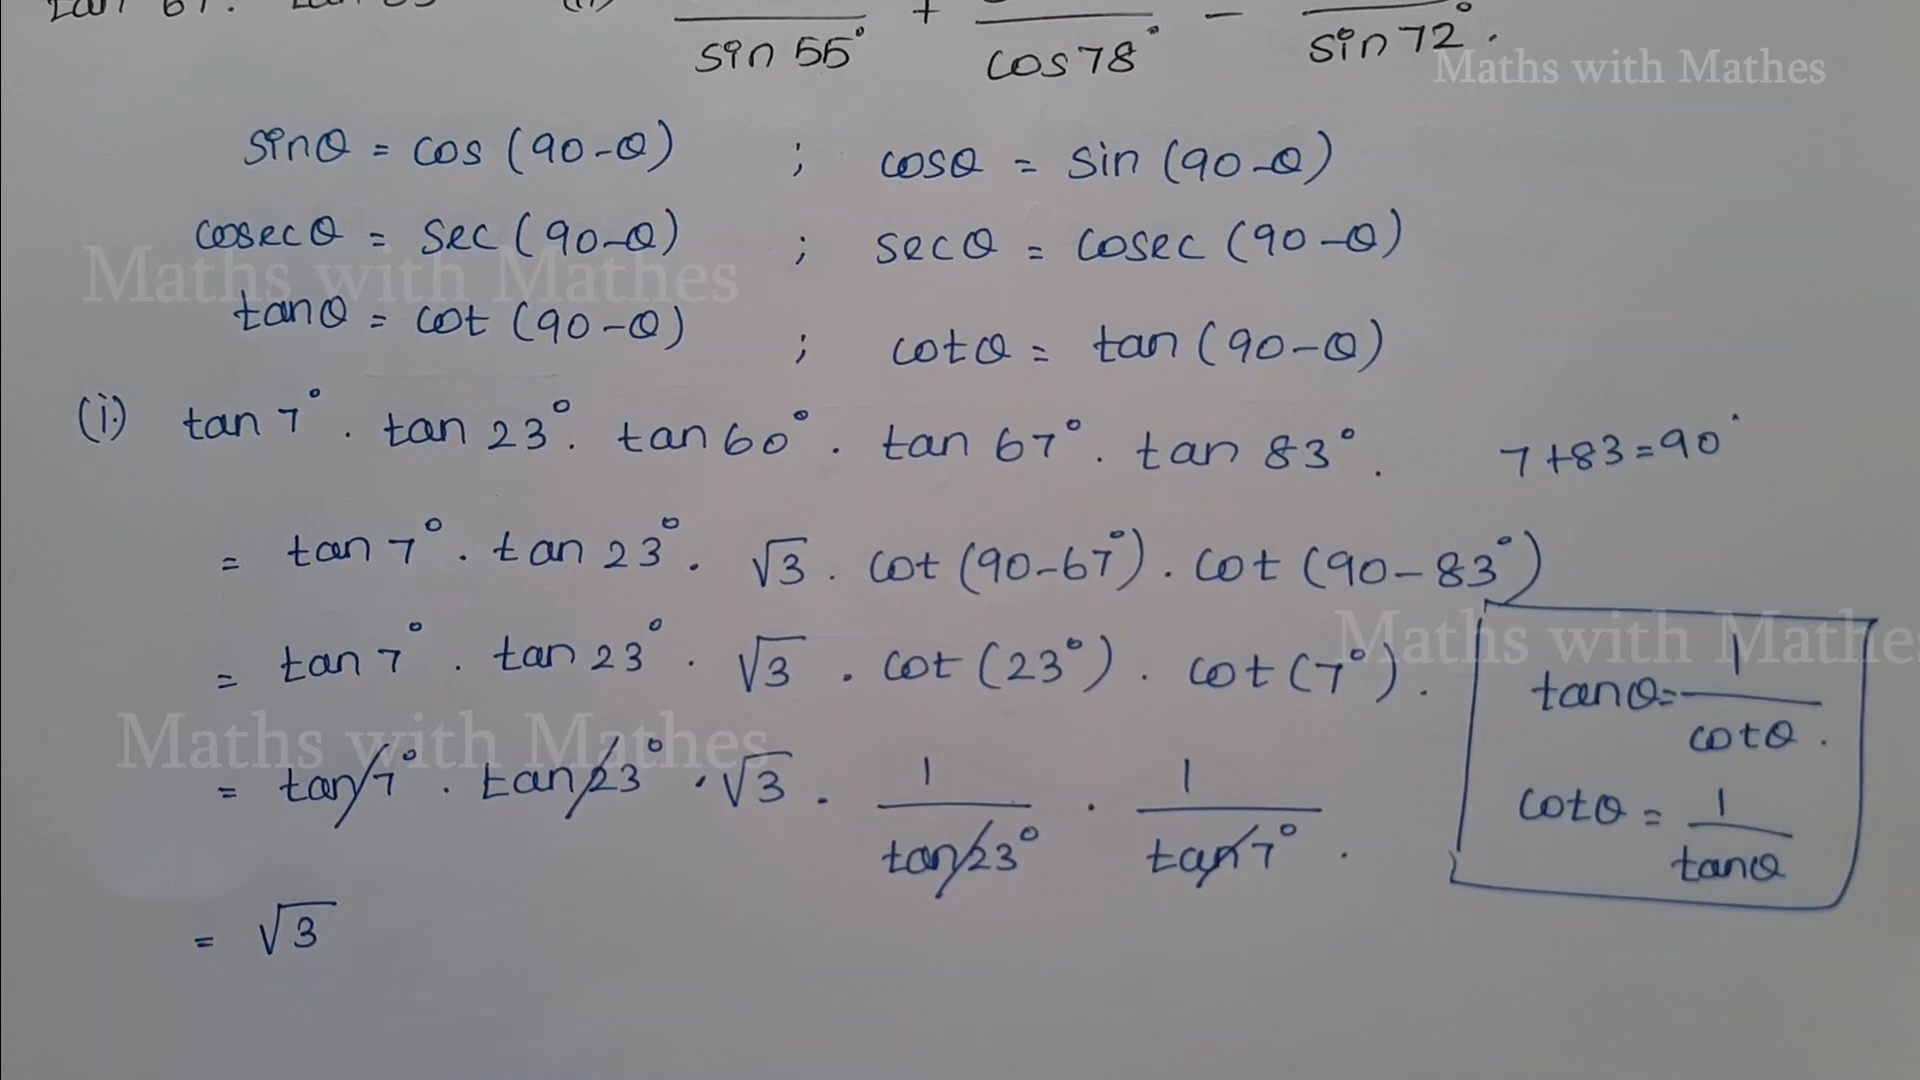 sin 55° + cos 78° − sin 72°.
Maths with Mathes
sinθ = cos (90-θ) ; cosθ = sin (90-θ)
cosecθ = sec (90-θ) ; secθ = cosec (90-θ)
Maths with Mathes
tanθ = cot (90-θ) ; cotθ = tan (90-θ)
(i) tan 7° . tan 23° . tan 60° . tan 67° . tan 83° . 7+83=90°
= tan 7° . tan 23° . √3 . cot (90-67°) . cot (90-83°)
Maths with Mathes
= tan 7° . tan 23° . √3 . cot (23°) . cot (7°) .
tanθ = 1/cotθ .
Maths with Mathes
= tan 7° . tan 23° . √3 . 1/tan 23° . 1/tan 7° .
cotθ = 1/tanθ
= √3